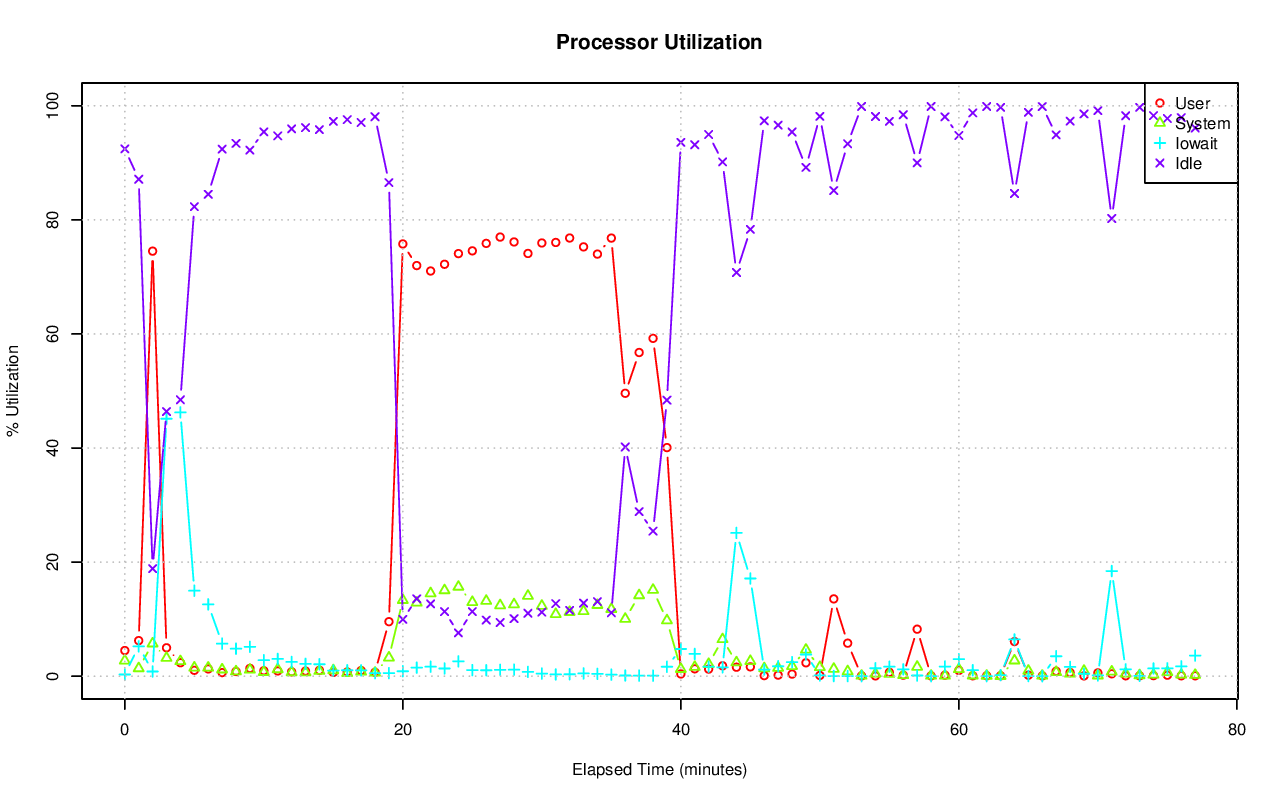 Processor Utilization
% Utilization
100
80
60
40
20
0
User
System
Iowait
Idle
0 20 40 60 80
Elapsed Time (minutes)